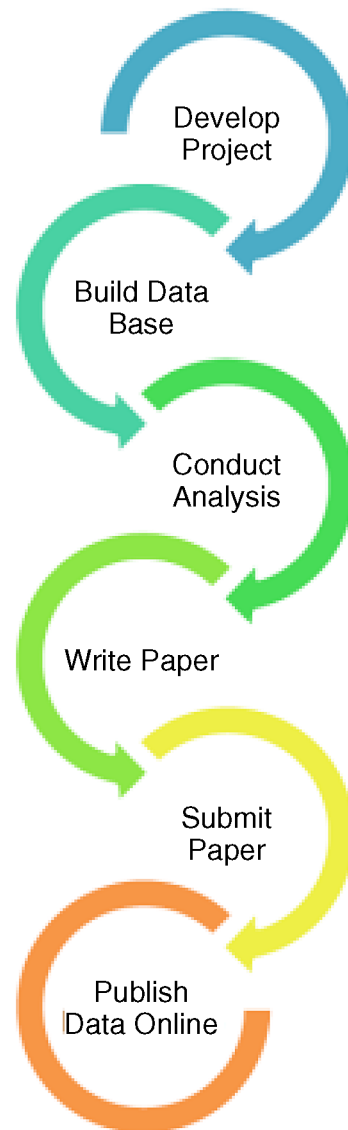 Develop
Project
Build Data
Base
Conduct
Analysis
Write Paper
Submit
Paper
Publish
Data Online